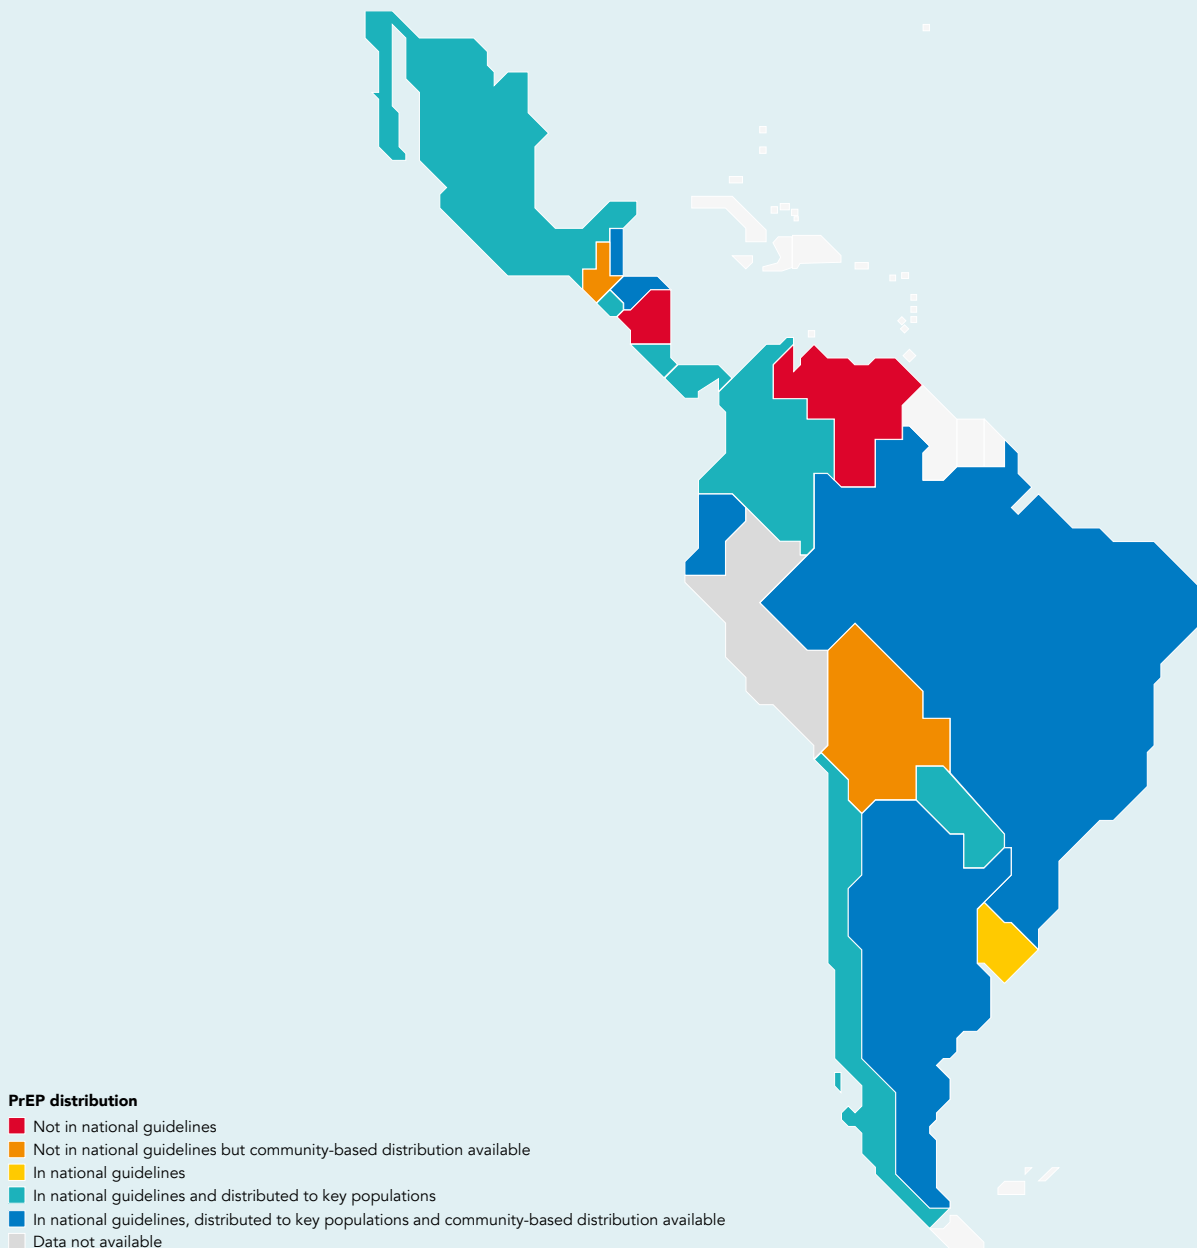 PrEP distribution
Not in national guidelines
Not in national guidelines but community-based distribution available
In national guidelines
In national guidelines and distributed to key populations
In national guidelines, distributed to key populations and community-based distribution available
Data not available